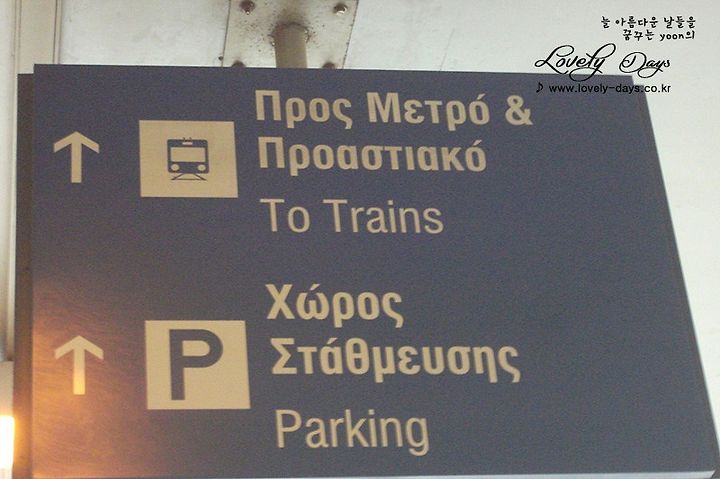 늘 아름다운 날들을
꿈꾸는 yoon의
Lovely Days
♪ www.lovely-days.co.kr
Προς Μετρό &
Προαστιακό
To Trains
P
Χώρος
Στάθμευσης
Parking